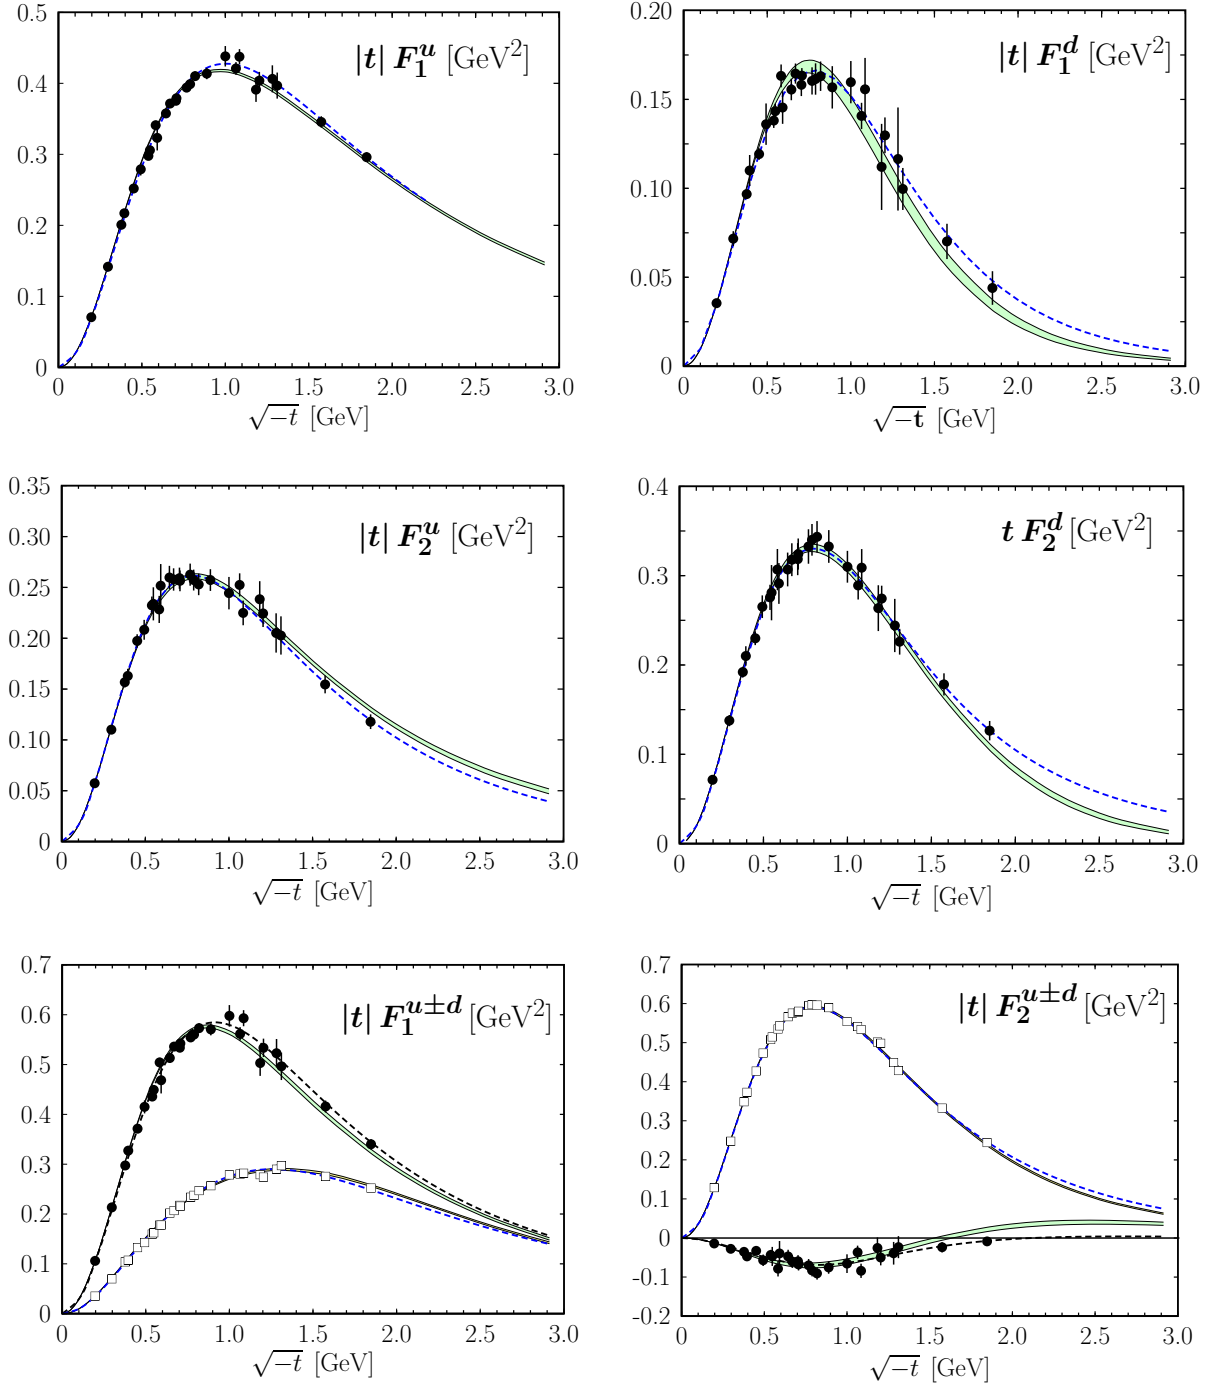 0.5
0.4
0.3
0.2
0.1
0
|t| F₁ᵘ [GeV²]
0 0.5 1.0 1.5 2.0 2.5 3.0
√−t [GeV]
0.20
0.15
0.10
0.05
0
|t| F₁ᵈ [GeV²]
0 0.5 1.0 1.5 2.0 2.5 3.0
√−t [GeV]
0.35
0.30
0.25
0.20
0.15
0.10
0.05
0
|t| F₂ᵘ [GeV²]
0 0.5 1.0 1.5 2.0 2.5 3.0
√−t [GeV]
0.4
0.3
0.2
0.1
0
t F₂ᵈ [GeV²]
0 0.5 1.0 1.5 2.0 2.5 3.0
√−t [GeV]
0.7
0.6
0.5
0.4
0.3
0.2
0.1
0
|t| F₁ᵘ±ᵈ [GeV²]
0 0.5 1.0 1.5 2.0 2.5 3.0
√−t [GeV]
0.7
0.6
0.5
0.4
0.3
0.2
0.1
0
-0.1
-0.2
|t| F₂ᵘ±ᵈ [GeV²]
0 0.5 1.0 1.5 2.0 2.5 3.0
√−t [GeV]